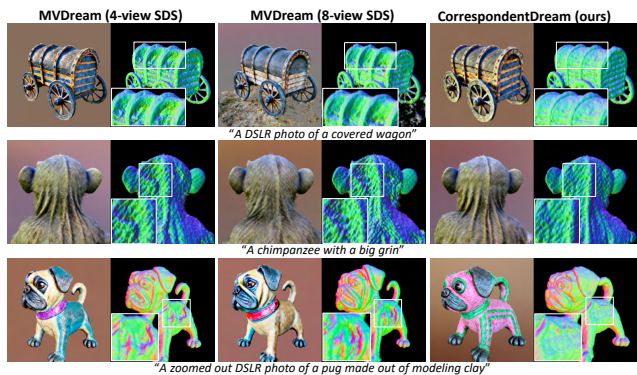 MVDream (4-view SDS) MVDream (8-view SDS) CorrespondentDream (ours)
"A DSLR photo of a covered wagon"
"A chimpanzee with a big grin"
"A zoomed out DSLR photo of a pug made out of modeling clay"